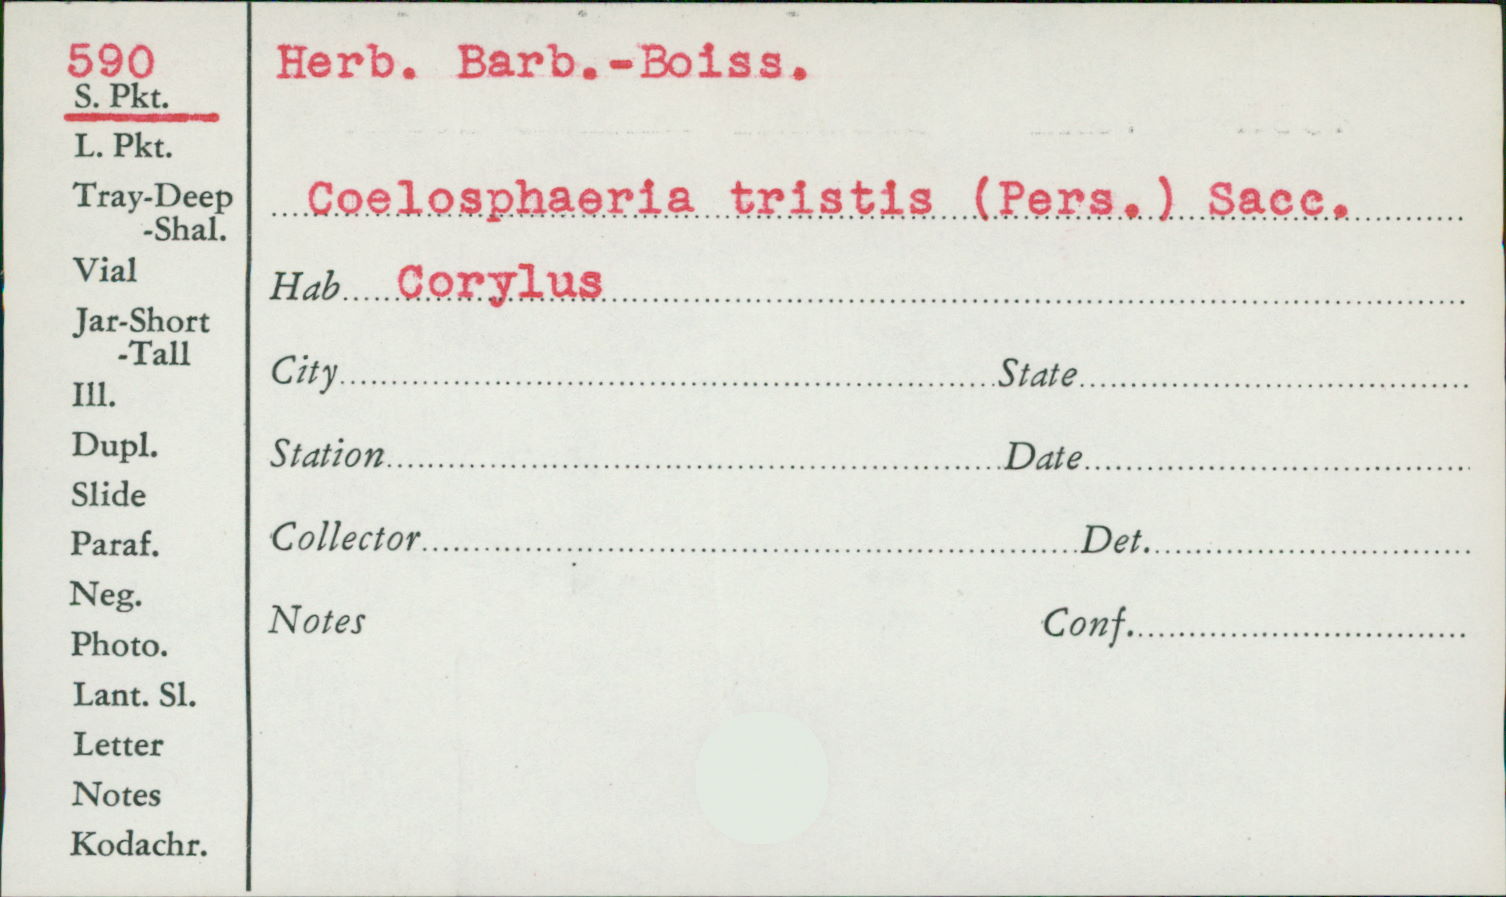 590
S. Pkt.
L. Pkt.
Tray-Deep
-Shal.
Vial
Jar-Short
-Tall
Ill.
Dupl.
Slide
Paraf.
Neg.
Photo.
Lant. Sl.
Letter
Notes
Kodachr.
Herb. Barb.-Boiss.
Coelosphaeria tristis (Pers.) Sacc.
Hab Corylus
City State
Station Date
Collector Det.
Notes Conf.